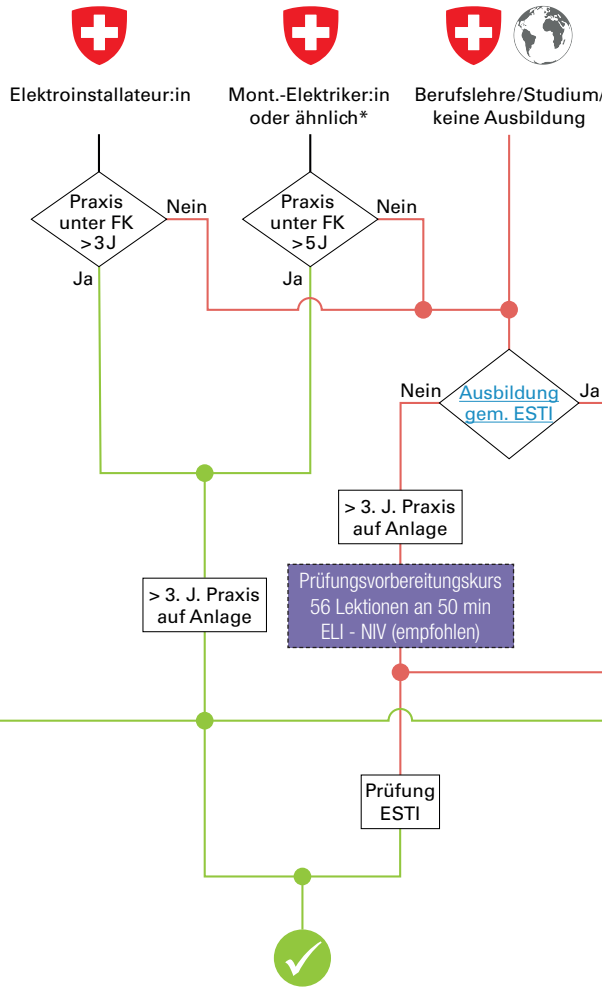 Elektroinstallateur:in
Mont.-Elektriker:in
oder ähnlich*
Berufslehre/Studium/
keine Ausbildung
Praxis
unter FK
>3J
Nein
Ja
Praxis
unter FK
>5J
Nein
Ja
Nein
Ausbildung
gem. ESTI
Ja
> 3. J. Praxis
auf Anlage
Prüfungsvorbereitungskurs
56 Lektionen an 50 min
ELI - NIV (empfohlen)
> 3. J. Praxis
auf Anlage
Prüfung
ESTI